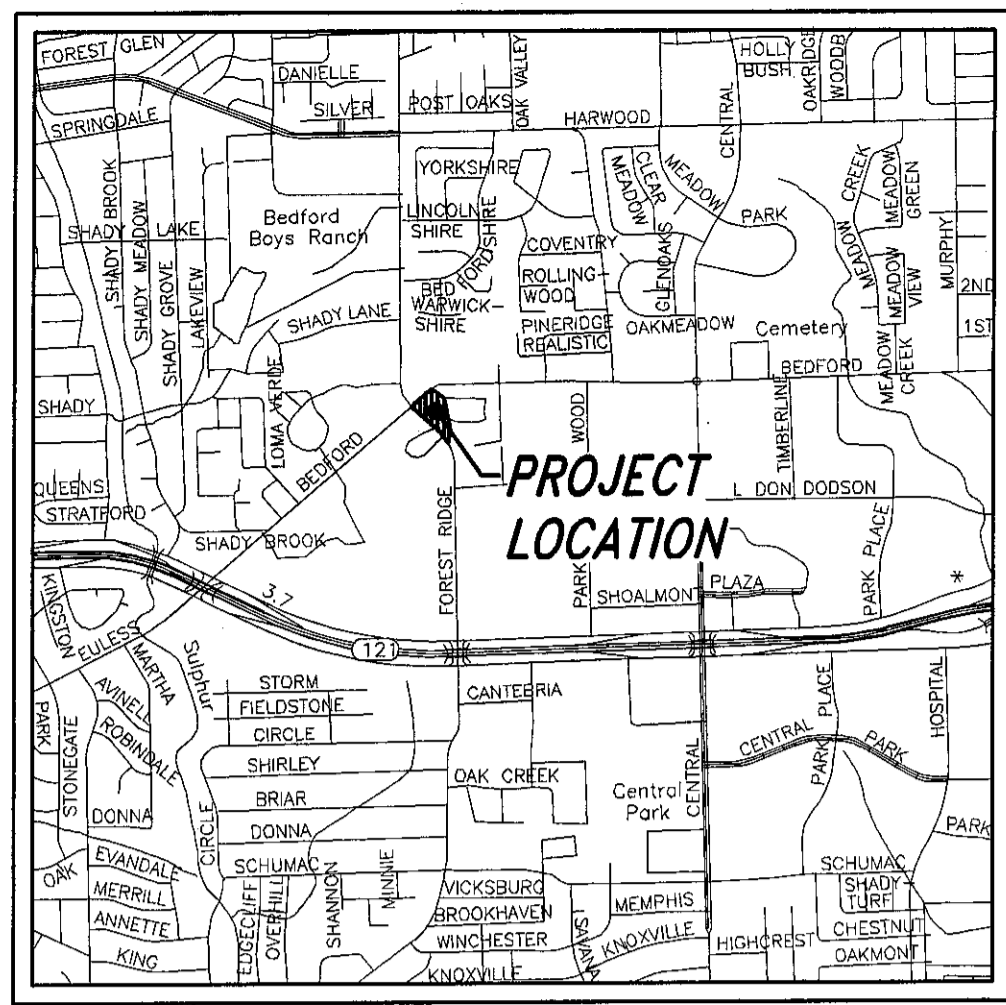 FOREST GLEN
DANIELLE
SILVER
POST OAKS
OAK VALLEY
HARWOOD
CENTRAL
HOLLY
BUSH
OAKRIDGE
WOODB
SPRINGDALE
YORKSHIRE
CLEAR
MEADOW
MEADOW
PARK
MEADOW CREEK
MEADOW
GREEN
MURPHY
SHADY BROOK
SHADY MEADOW
SHADY LAKE
SHADY GROVE
LAKEVIEW
Bedford
Boys Ranch
LINCOLN
SHIRE
FORDSHIRE
BED
WARWICK-
SHIRE
COVENTRY
ROLLING-
WOOD
GLENOAKS
PINERIDGE
REALISTIC
OAKMEADOW
Cemetery
MEADOW
VIEW
2ND
1ST
SHADY LANE
BEDFORD
MEADOW
CREEK
SHADY
LOMA VERDE
BEDFORD
WOOD
TIMBERLINE
PROJECT
LOCATION
L DON DODSON
QUEENS
STRATFORD
SHADY BROOK
FOREST RIDGE
PARK
SHOALMONT
PLAZA
PARK PLACE
*
KINGSTON
3.7
121
EULESS
MARTHA
Sulphur
AVINELL
ROBINDALE
PARK
STONEGATE
STORM
FIELDSTONE
CIRCLE
SHIRLEY
BRIAR
DONNA
CANTEBRIA
OAK CREEK
Central
Park
CENTRAL
CENTRAL PARK
PARK PLACE
HOSPITAL
PARK
DONNA
CIRCLE
EVANDALE
OAK
MERRILL
ANNETTE
KING
SCHUMAC
EDGECLIFF
OVERHILL
SHANNON
MINNIE
VICKSBURG
BROOKHAVEN
WINCHESTER
KNOXVILLE
SAVANA
MEMPHIS
KNOXVILLE
HIGHCREST
SCHUMAC
SHADY
TURF
CHESTNUT
OAKMONT